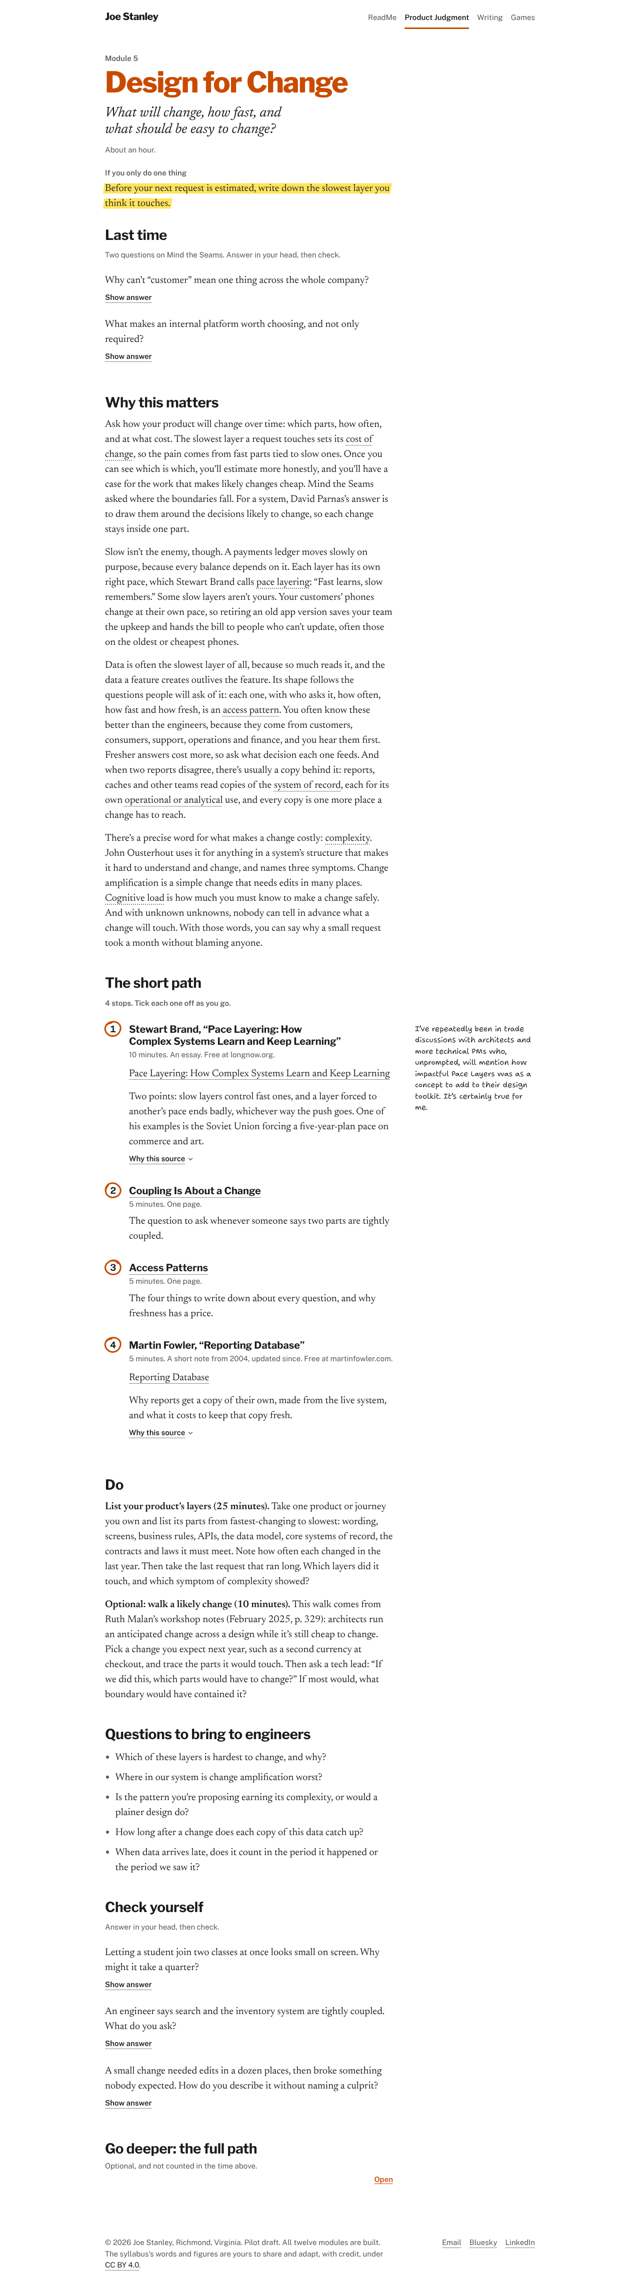 Joe Stanley
ReadMe Product Judgment Writing Games
Module 5
Design for Change
What will change, how fast, and
what should be easy to change?
About an hour.
If you only do one thing
Before your next request is estimated, write down the slowest layer you
think it touches.
Last time
Two questions on Mind the Seams. Answer in your head, then check.
Why can't “customer” mean one thing across the whole company?
Show answer
What makes an internal platform worth choosing, and not only
required?
Show answer
Why this matters
Ask how your product will change over time: which parts, how often,
and at what cost. The slowest layer a request touches sets its cost of
change, so the pain comes from fast parts tied to slow ones. Once you
can see which is which, you'll estimate more honestly, and you'll have a
case for the work that makes likely changes cheap. Mind the Seams
asked where the boundaries fall. For a system, David Parnas's answer is
to draw them around the decisions likely to change, so each change
stays inside one part.
Slow isn't the enemy, though. A payments ledger moves slowly on
purpose, because every balance depends on it. Each layer has its own
right pace, which Stewart Brand calls pace layering: “Fast learns, slow
remembers.” Some slow layers aren't yours. Your customers' phones
change at their own pace, so retiring an old app version saves your team
the upkeep and hands the bill to people who can't update, often those
on the oldest or cheapest phones.
Data is often the slowest layer of all, because so much reads it, and the
data a feature creates outlives the feature. Its shape follows the
questions people will ask of it: each one, with who asks it, how often,
how fast and how fresh, is an access pattern. You often know these
better than the engineers, because they come from customers,
consumers, support, operations and finance, and you hear them first.
Fresher answers cost more, so ask what decision each one feeds. And
when two reports disagree, there's usually a copy behind it: reports,
caches and other teams read copies of the system of record, each for its
own operational or analytical use, and every copy is one more place a
change has to reach.
There's a precise word for what makes a change costly: complexity.
John Ousterhout uses it for anything in a system's structure that makes
it hard to understand and change, and names three symptoms. Change
amplification is a simple change that needs edits in many places.
Cognitive load is how much you must know to make a change safely.
And with unknown unknowns, nobody can tell in advance what a
change will touch. With those words, you can say why a small request
took a month without blaming anyone.
The short path
4 stops. Tick each one off as you go.
1
Stewart Brand, “Pace Layering: How
Complex Systems Learn and Keep Learning”
10 minutes. An essay. Free at longnow.org.
Pace Layering: How Complex Systems Learn and Keep Learning
Two points: slow layers control fast ones, and a layer forced to
another's pace ends badly, whichever way the push goes. One of
his examples is the Soviet Union forcing a five-year-plan pace on
commerce and art.
Why this source
I've repeatedly been in trade
discussions with architects and
more technical PMs who,
unprompted, will mention how
impactful Pace Layers was as a
concept to add to their design
toolkit. It's certainly true for
me.
2
Coupling Is About a Change
5 minutes. One page.
The question to ask whenever someone says two parts are tightly
coupled.
3
Access Patterns
5 minutes. One page.
The four things to write down about every question, and why
freshness has a price.
4
Martin Fowler, “Reporting Database”
5 minutes. A short note from 2004, updated since. Free at martinfowler.com.
Reporting Database
Why reports get a copy of their own, made from the live system,
and what it costs to keep that copy fresh.
Why this source
Do
List your product's layers (25 minutes). Take one product or journey
you own and list its parts from fastest-changing to slowest: wording,
screens, business rules, APIs, the data model, core systems of record, the
contracts and laws it must meet. Note how often each changed in the
last year. Then take the last request that ran long. Which layers did it
touch, and which symptom of complexity showed?
Optional: walk a likely change (10 minutes). This walk comes from
Ruth Malan's workshop notes (February 2025, p. 329): architects run
an anticipated change across a design while it's still cheap to change.
Pick a change you expect next year, such as a second currency at
checkout, and trace the parts it would touch. Then ask a tech lead: “If
we did this, which parts would have to change?” If most would, what
boundary would have contained it?
Questions to bring to engineers
• Which of these layers is hardest to change, and why?
• Where in our system is change amplification worst?
• Is the pattern you're proposing earning its complexity, or would a
plainer design do?
• How long after a change does each copy of this data catch up?
• When data arrives late, does it count in the period it happened or
the period we saw it?
Check yourself
Answer in your head, then check.
Letting a student join two classes at once looks small on screen. Why
might it take a quarter?
Show answer
An engineer says search and the inventory system are tightly coupled.
What do you ask?
Show answer
A small change needed edits in a dozen places, then broke something
nobody expected. How do you describe it without naming a culprit?
Show answer
Go deeper: the full path
Optional, and not counted in the time above.
Open
© 2026 Joe Stanley, Richmond, Virginia. Pilot draft. All twelve modules are built.
The syllabus's words and figures are yours to share and adapt, with credit, under
CC BY 4.0.
Email Bluesky LinkedIn